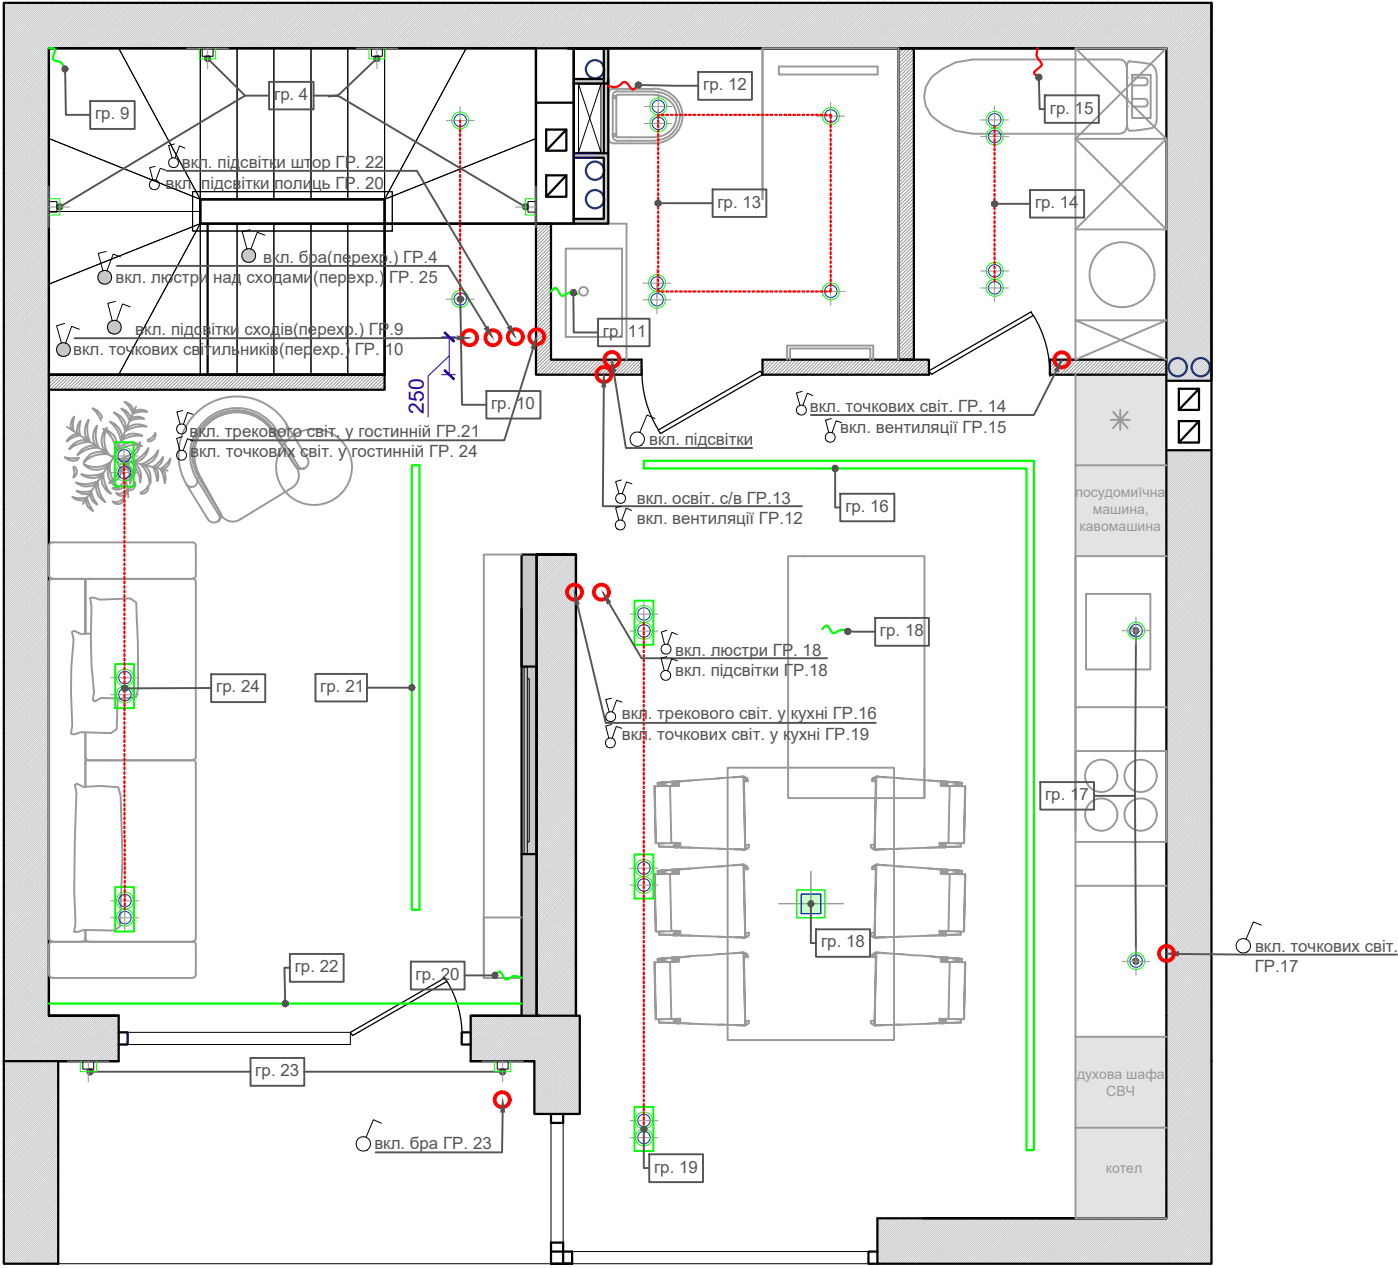 гр. 4
гр. 9
гр. 12
гр. 15
вкл. підсвітки штор ГР. 22
вкл. підсвітки полиць ГР. 20
гр. 13
гр. 14
вкл. бра(перехр.) ГР.4
вкл. люстри над сходами(перехр.) ГР. 25
вкл. підсвітки сходів(перехр.) ГР.9
вкл. точкових світильників(перехр.) ГР. 10
гр. 11
250
гр. 10
вкл. точкових світ. ГР. 14
вкл. вентиляції ГР.15
вкл. трекового світ. у гостинній ГР.21
вкл. точкових світ. у гостинній ГР. 24
вкл. підсвітки
вкл. освіт. с/в ГР.13
вкл. вентиляції ГР.12
гр. 16
посудомиїчна
машина,
кавомашина
гр. 18
вкл. люстри ГР. 18
вкл. підсвітки ГР.18
гр. 24
гр. 21
вкл. трекового світ. у кухні ГР.16
вкл. точкових світ. у кухні ГР.19
гр. 17
гр. 18
вкл. точкових світ.
ГР.17
гр. 22
гр. 20
гр. 23
духова шафа
СВЧ
вкл. бра ГР. 23
гр. 19
котел